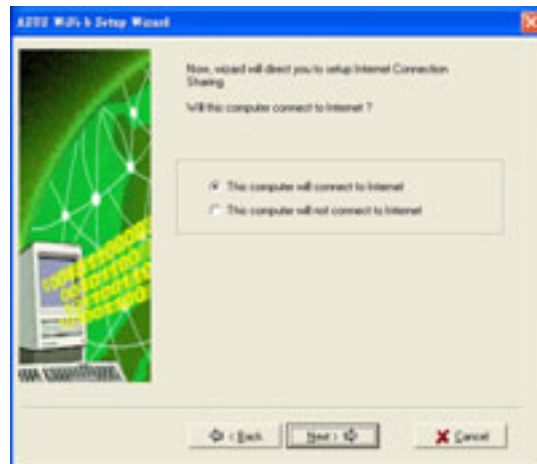 ASUS WiFi-b Setup Wizard
Now, wizard will direct you to setup Internet Connection
Sharing.
Will this computer connect to Internet ?
This computer will connect to Internet
This computer will not connect to Internet
< Back
Next >
Cancel